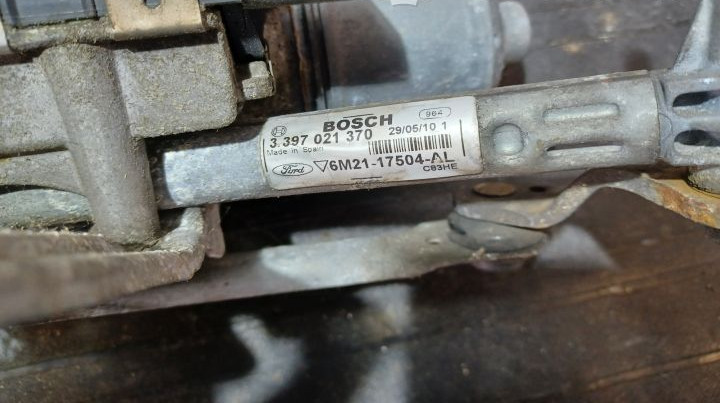 BOSCH 964
3 397 021 370 29/05/10 1
Made in Spain
Ford 6M21-17504-AL
C83HE